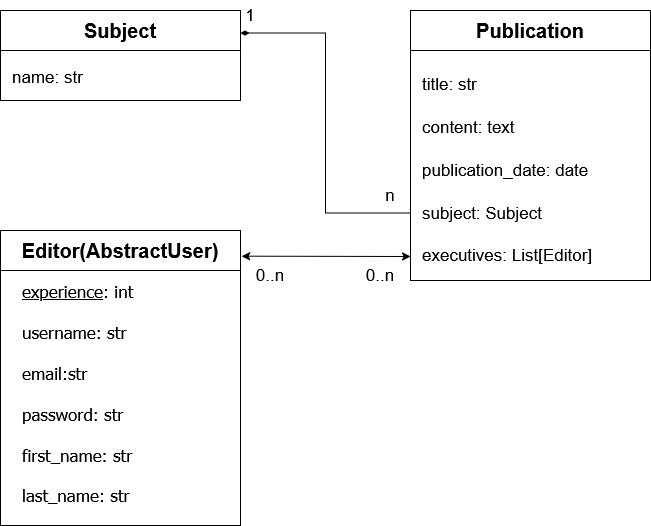 Subject
name: str
1
n
Publication
title: str
content: text
publication_date: date
subject: Subject
executives: List[Editor]
0..n
0..n
Editor(AbstractUser)
experience: int
username: str
email:str
password: str
first_name: str
last_name: str